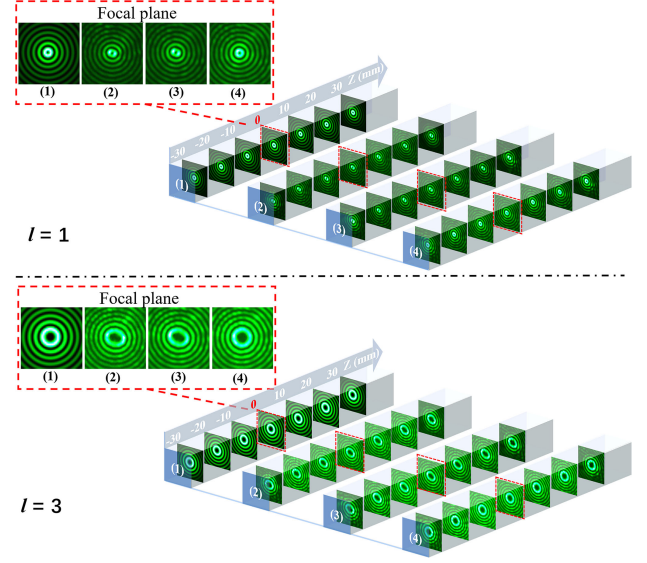 Focal plane
(1) (2) (3) (4)
-30 -20 -10 0 10 20 30 Z (mm)
(1)
(2)
(3)
(4)
l = 1
Focal plane
(1) (2) (3) (4)
-30 -20 -10 0 10 20 30 Z (mm)
(1)
(2)
(3)
(4)
l = 3